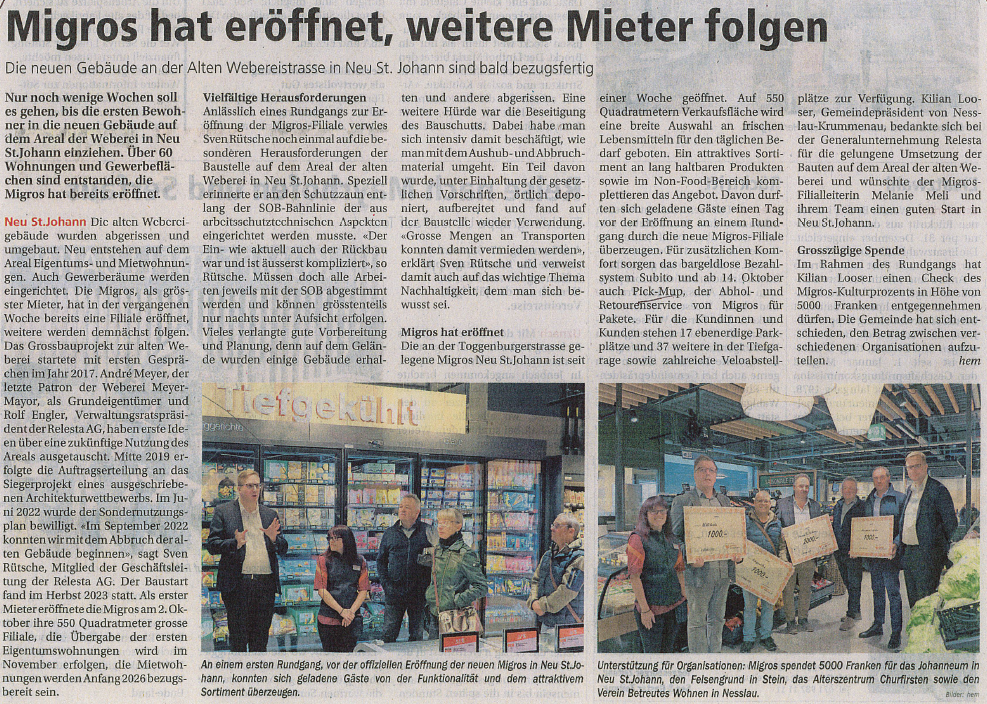 Migros hat eröffnet, weitere Mieter folgen
Die neuen Gebäude an der Alten Webereistrasse in Neu St. Johann sind bald bezugsfertig
Nur noch wenige Wochen soll
es gehen, bis die ersten Bewoh-
ner in die neuen Gebäude auf
dem Areal der Weberei in Neu
St.Johann einziehen. Über 60
Wohnungen und Gewerbeflä-
chen sind entstanden, die
Migros hat bereits eröffnet.
Neu St.Johann Die alten Weberei-
gebäude wurden abgerissen und
umgebaut. Neu entstehen auf dem
Areal Eigentums- und Mietwohnun-
gen. Auch Gewerberäume werden
eingerichtet. Die Migros, als gröss-
ter Mieter, hat in der vergangenen
Woche bereits eine Filiale eröffnet,
weitere werden demnächst folgen.
Das Grossbauprojekt zur alten We-
berei startete mit ersten Gesprä-
chen im Jahr 2017. André Meyer, der
letzte Patron der Weberei Meyer-
Mayor, als Grundeigentümer und
Rolf Engler, Verwaltungsratspräsi-
dent der Relesta AG, haben erste Ide-
en über eine zukünftige Nutzung des
Areals ausgetauscht. Mitte 2019 er-
folgte die Auftragserteilung an das
Siegerprojekt eines ausgeschriebe-
nen Architekturwettbewerbs. Im Ju-
ni 2022 wurde der Sondernutzungs-
plan bewilligt. «Im September 2022
konnten wir mit dem Abbruch der al-
ten Gebäude beginnen», sagt Sven
Rütsche, Mitglied der Geschäftslei-
tung der Relesta AG. Der Baustart
fand im Herbst 2023 statt. Als erster
Mieter eröffnete die Migros am 2. Ok-
tober ihre 550 Quadratmeter grosse
Filiale, die Übergabe der ersten
Eigentumswohnungen wird im
November erfolgen, die Mietwoh-
nungen werden Anfang 2026 bezugs-
bereit sein.
Vielfältige Herausforderungen
Anlässlich eines Rundgangs zur Er-
öffnung der Migros-Filiale verwies
Sven Rütsche noch einmal auf die be-
sonderen Herausforderungen der
Baustelle auf dem Areal der alten
Weberei in Neu St.Johann. Speziell
erinnerte er an den Schutzzaun ent-
lang der SOB-Bahnlinie der aus
arbeitsschutztechnischen Aspekten
eingerichtet werden musste. «Der
Ein- wie aktuell auch der Rückbau
war und ist äusserst kompliziert», so
Rütsche. Müssen doch alle Arbei-
ten jeweils mit der SOB abgestimmt
werden und können grösstenteils
nur nachts unter Aufsicht erfolgen.
Vieles verlangte gute Vorbereitung
und Planung, denn auf dem Gelän-
de wurden einige Gebäude erhal-
ten und andere abgerissen. Eine
weitere Hürde war die Beseitigung
des Bauschutts. Dabei habe man
sich intensiv damit beschäftigt, wie
man mit dem Aushub- und Abbruch-
material umgeht. Ein Teil davon
wurde, unter Einhaltung der gesetz-
lichen Vorschriften, örtlich depo-
niert, aufbereitet und fand auf
der Baustelle wieder Verwendung.
«Grosse Mengen an Transporten
konnten damit vermieden werden»,
erklärt Sven Rütsche und verweist
damit auch auf das wichtige Thema
Nachhaltigkeit, dem man sich be-
wusst sei.
Migros hat eröffnet
Die an der Toggenburgerstrasse ge-
legene Migros Neu St.Johann ist seit
einer Woche geöffnet. Auf 550
Quadratmetern Verkaufsfläche wird
eine breite Auswahl an frischen
Lebensmitteln für den täglichen Be-
darf geboten. Ein attraktives Sorti-
ment an lang haltbaren Produkten
sowie im Non-Food-Bereich kom-
plettieren das Angebot. Davon durf-
ten sich geladene Gäste einen Tag
vor der Eröffnung an einem Rund-
gang durch die neue Migros-Filiale
überzeugen. Für zusätzlichen Kom-
fort sorgen das bargeldlose Bezahl-
system Subito und ab 14. Oktober
auch Pick-Mup, der Abhol- und
Retourenservice von Migros für
Pakete. Für die Kundinnen und
Kunden stehen 17 ebenerdige Park-
plätze und 37 weitere in der Tiefga-
rage sowie zahlreiche Veloabstell-
plätze zur Verfügung. Kilian Loo-
ser, Gemeindepräsident von Ness-
lau-Krummenau, bedankte sich bei
der Generalunternehmung Relesta
für die gelungene Umsetzung der
Bauten auf dem Areal der alten We-
berei und wünschte der Migros-
Filialleiterin Melanie Meli und
ihrem Team einen guten Start in
Neu St.Johann.
Grosszügige Spende
Im Rahmen des Rundgangs hat
Kilian Looser einen Check des
Migros-Kulturprozents in Höhe von
5000 Franken entgegennehmen
dürfen. Die Gemeinde hat sich ent-
schieden, den Betrag zwischen ver-
schiedenen Organisationen aufzu-
teilen. hem
Tiefgekühlt
1000.-
1000.-
1000.-
An einem ersten Rundgang, vor der offiziellen Eröffnung der neuen Migros in Neu St.Jo-
hann, konnten sich geladene Gäste von der Funktionalität und dem attraktivem
Sortiment überzeugen.
Unterstützung für Organisationen: Migros spendet 5000 Franken für das Johanneum in
Neu St.Johann, den Felsengrund in Stein, das Alterszentrum Churfirsten sowie den
Verein Betreutes Wohnen in Nesslau.
Bilder: hem